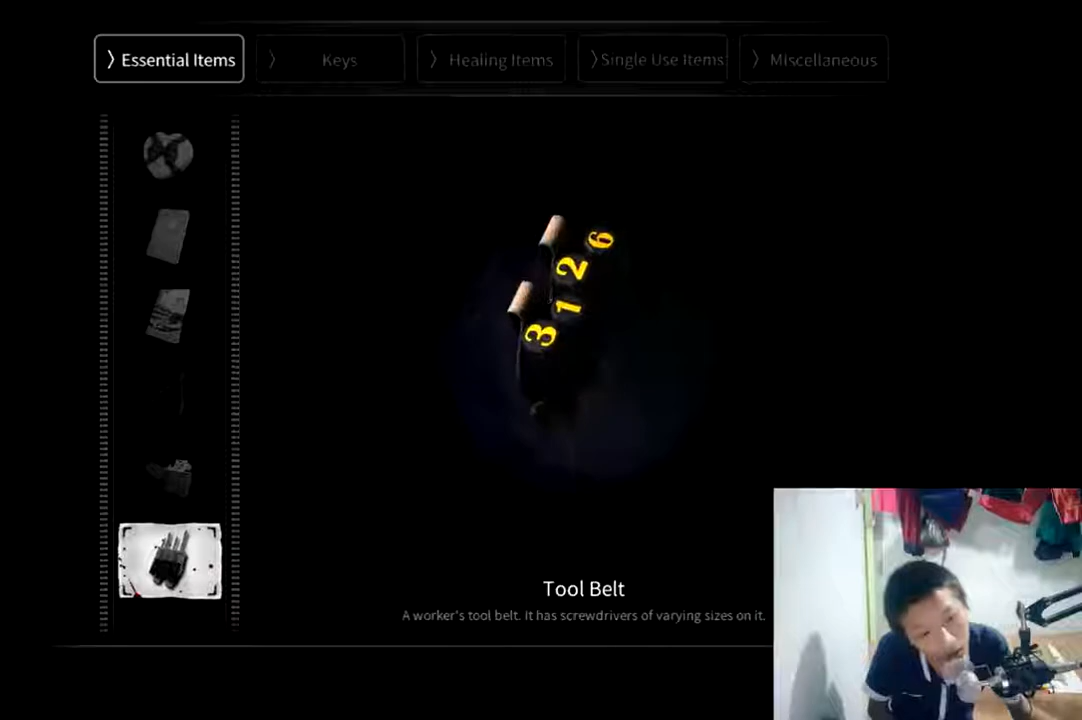 Essential Items
Keys
Healing Items
Single Use Items
Miscellaneous
3 1 2 6
Tool Belt
A worker's tool belt. It has screwdrivers of varying sizes on it.